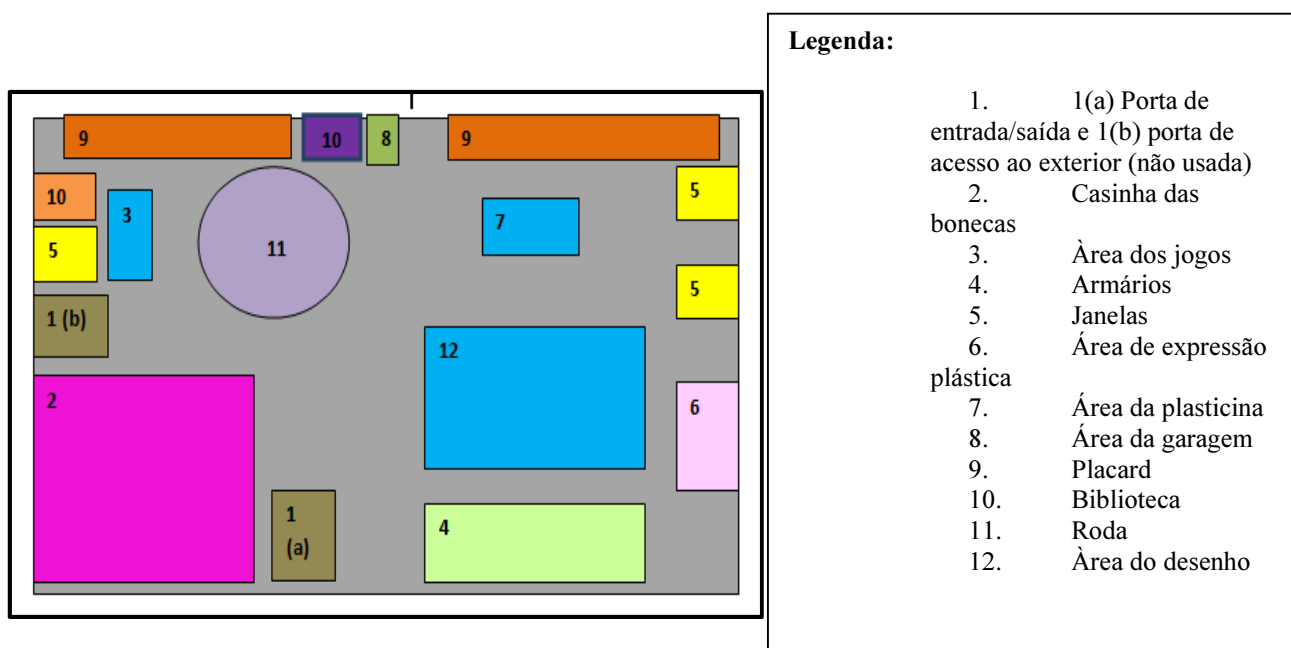 9
10
8
9
10
3
5
11
7
5
5
1 (b)
12
2
6
1
(a)
4
Legenda:
1. 1(a) Porta de
entrada/saída e 1(b) porta de
acesso ao exterior (não usada)
2. Casinha das
bonecas
3. Àrea dos jogos
4. Armários
5. Janelas
6. Área de expressão
plástica
7. Área da plasticina
8. Área da garagem
9. Placard
10. Biblioteca
11. Roda
12. Àrea do desenho